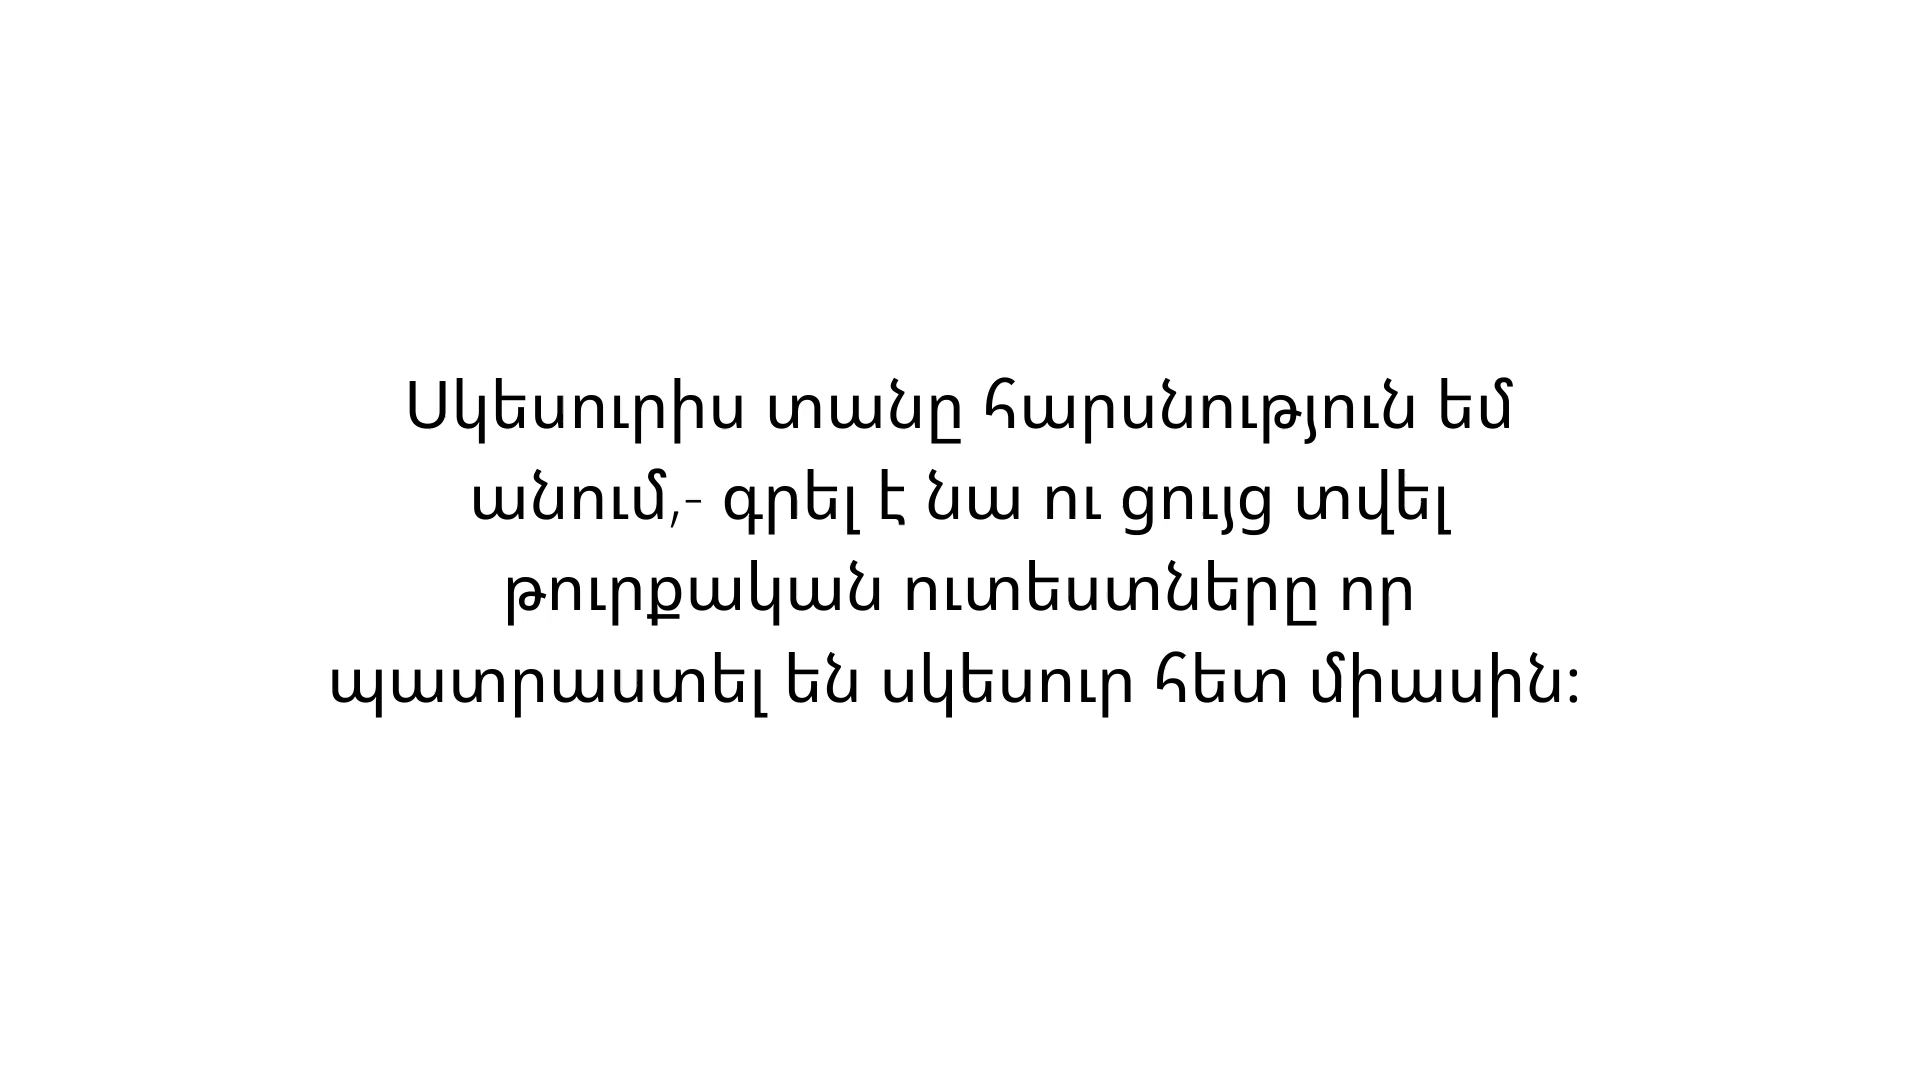 Սկեսուրիս տանը հարսնություն եմ
անում,- գրել է նա ու ցույց տվել
թուրքական ուտեստները որ
պատրաստել են սկեսուր հետ միասին: